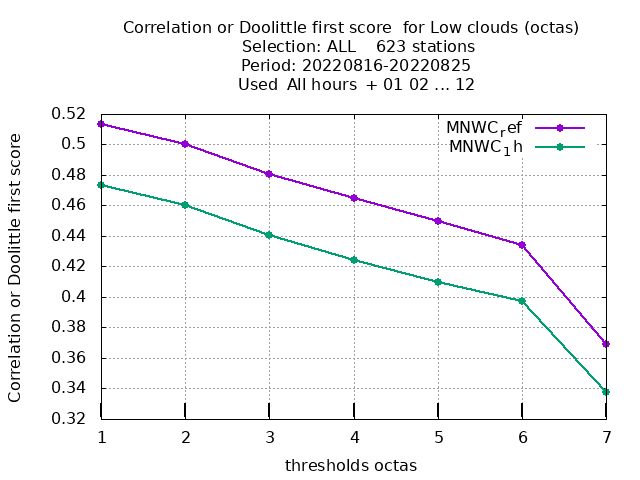 Correlation or Doolittle first score  for Low clouds (octas)
Selection: ALL    623 stations
Period: 20220816-20220825
Used  All hours  + 01 02 ... 12
MNWC_ref
MNWC_1h
Correlation or Doolittle first score
0.52
0.5
0.48
0.46
0.44
0.42
0.4
0.38
0.36
0.34
0.32
1 2 3 4 5 6 7
thresholds octas